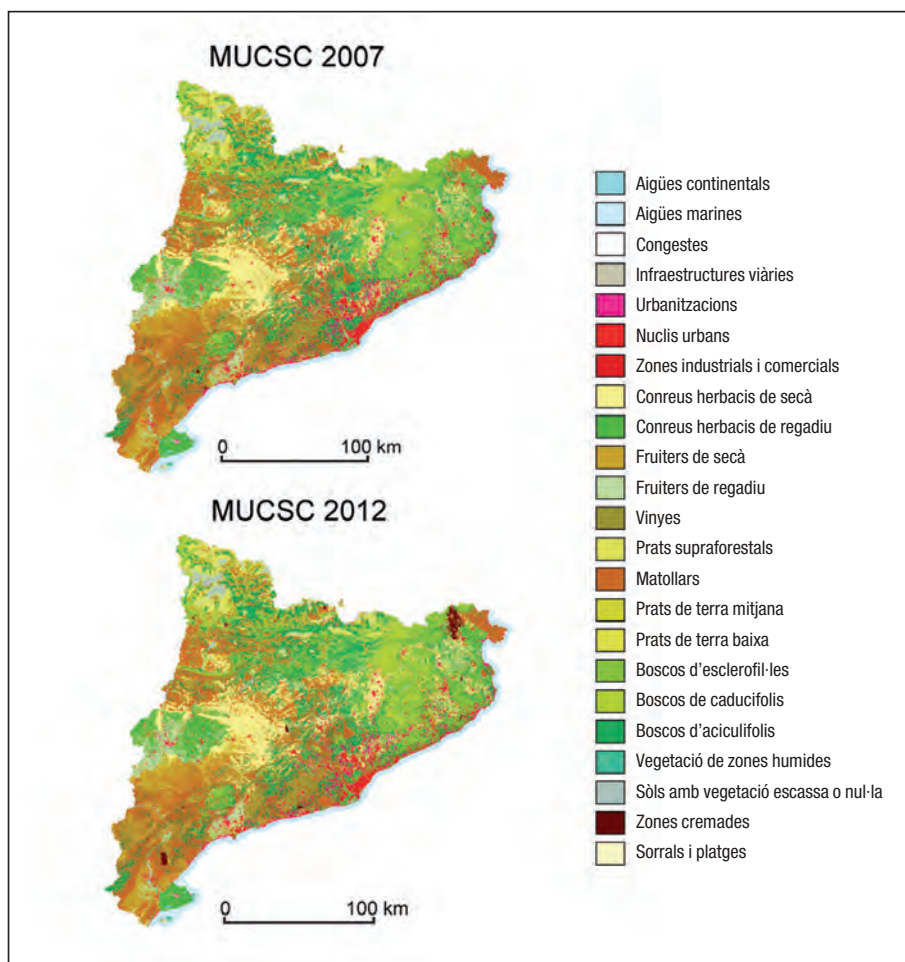 MUCSC 2007
0 100 km
MUCSC 2012
0 100 km
Aigües continentals
Aigües marines
Congestes
Infraestructures viàries
Urbanitzacions
Nuclis urbans
Zones industrials i comercials
Conreus herbacis de secà
Conreus herbacis de regadiu
Fruiters de secà
Fruiters de regadiu
Vinyes
Prats supraforestals
Matollars
Prats de terra mitjana
Prats de terra baixa
Boscos d'esclerofil·les
Boscos de caducifolis
Boscos d'aciculifolis
Vegetació de zones humides
Sòls amb vegetació escassa o nul·la
Zones cremades
Sorrals i platges